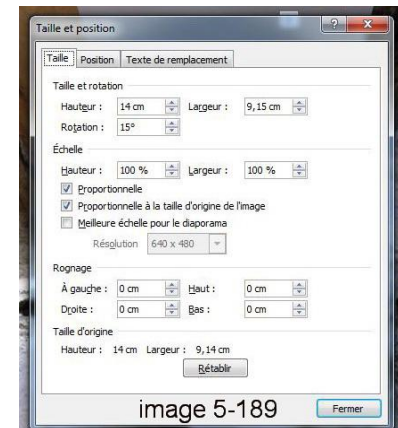 Taille et position
Taille Position Texte de remplacement
Taille et rotation
Hauteur : 14 cm Largeur : 9,15 cm
Rotation : 15°
Échelle
Hauteur : 100 % Largeur : 100 %
Proportionnelle
Proportionnelle à la taille d'origine de l'image
Meilleure échelle pour le diaporama
Résolution 640 x 480
Rognage
À gauche : 0 cm Haut : 0 cm
Droite : 0 cm Bas : 0 cm
Taille d'origine
Hauteur : 14 cm Largeur : 9,14 cm
Rétablir
image 5-189
Fermer